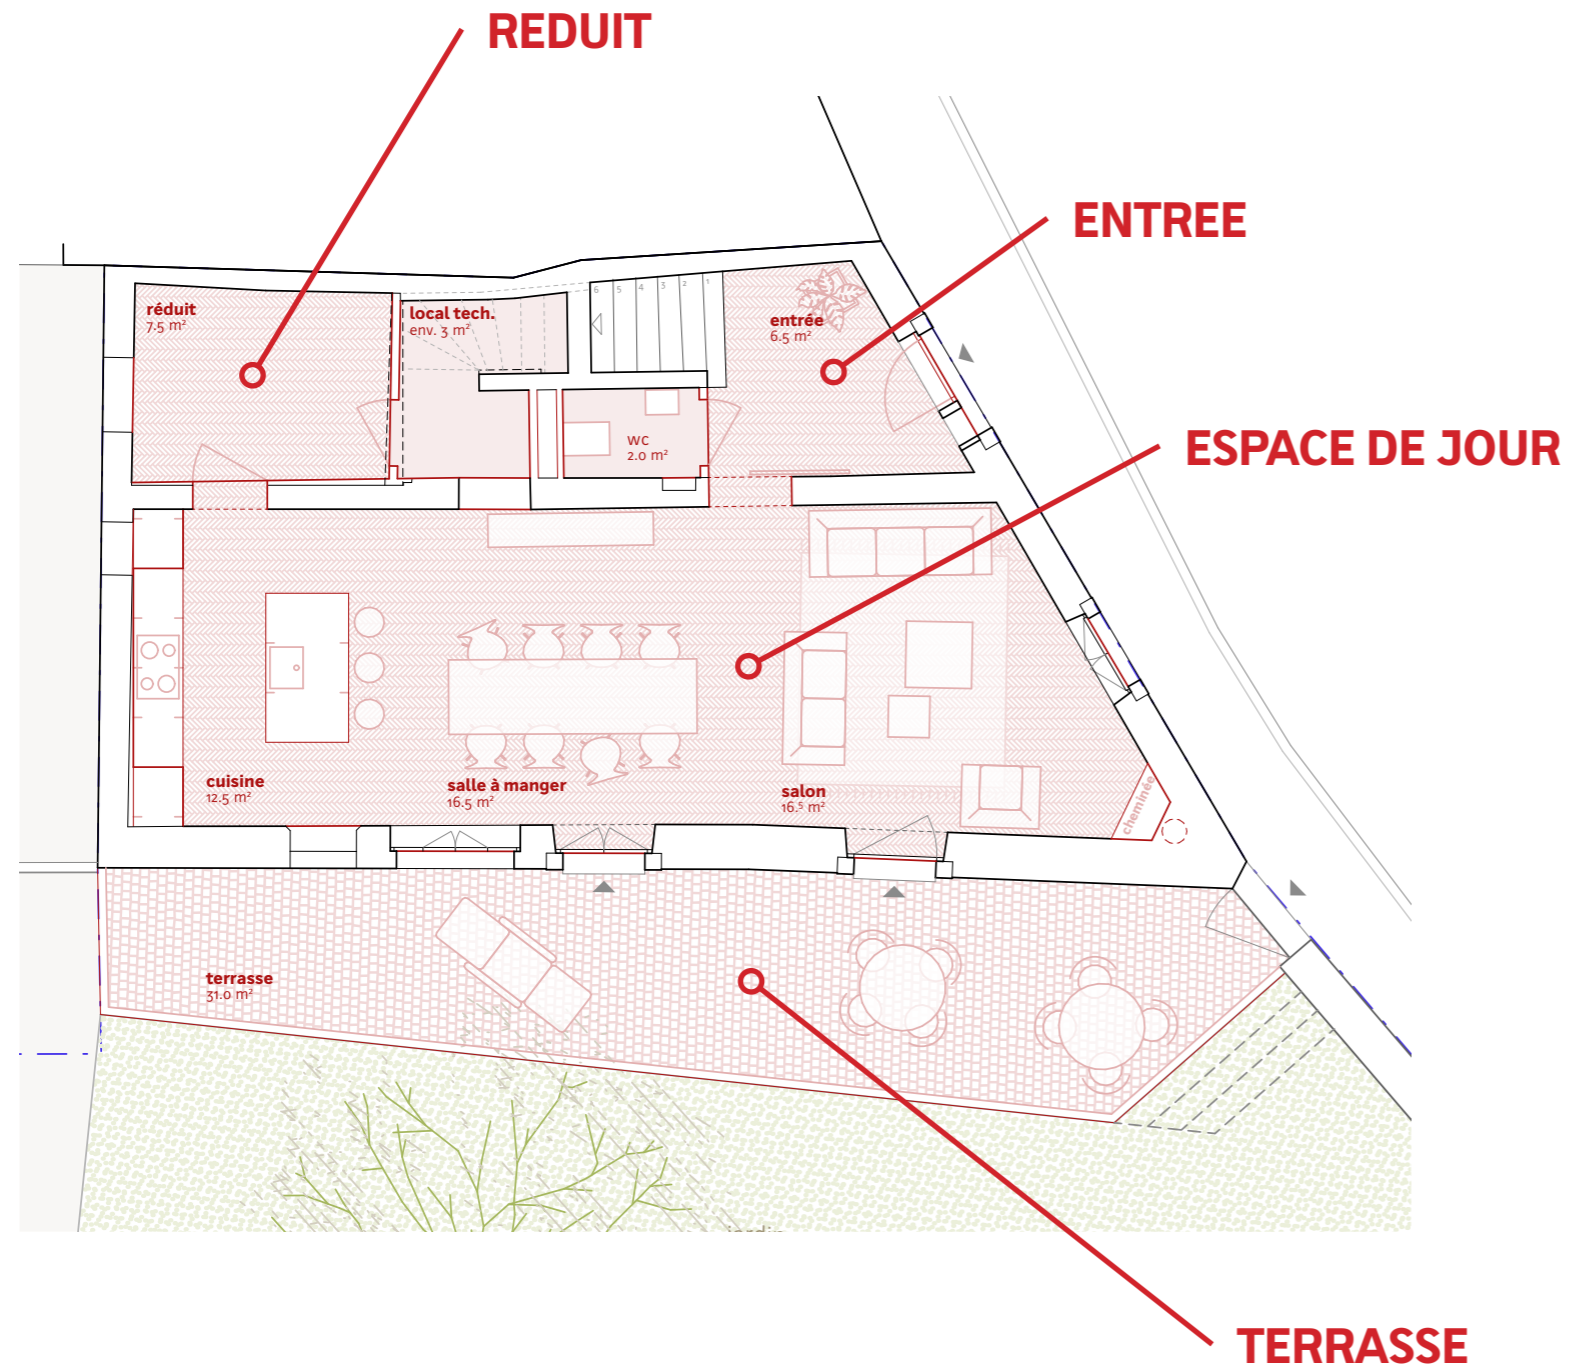 REDUIT
ENTREE
réduit
7.5 m²
local tech.
env. 3 m²
6 5 4 3 2 1
entrée
6.5 m²
wc
2.0 m²
ESPACE DE JOUR
cuisine
12.5 m²
salle à manger
16.5 m²
salon
16.⁵ m²
cheminée
terrasse
31.0 m²
jardin
TERRASSE